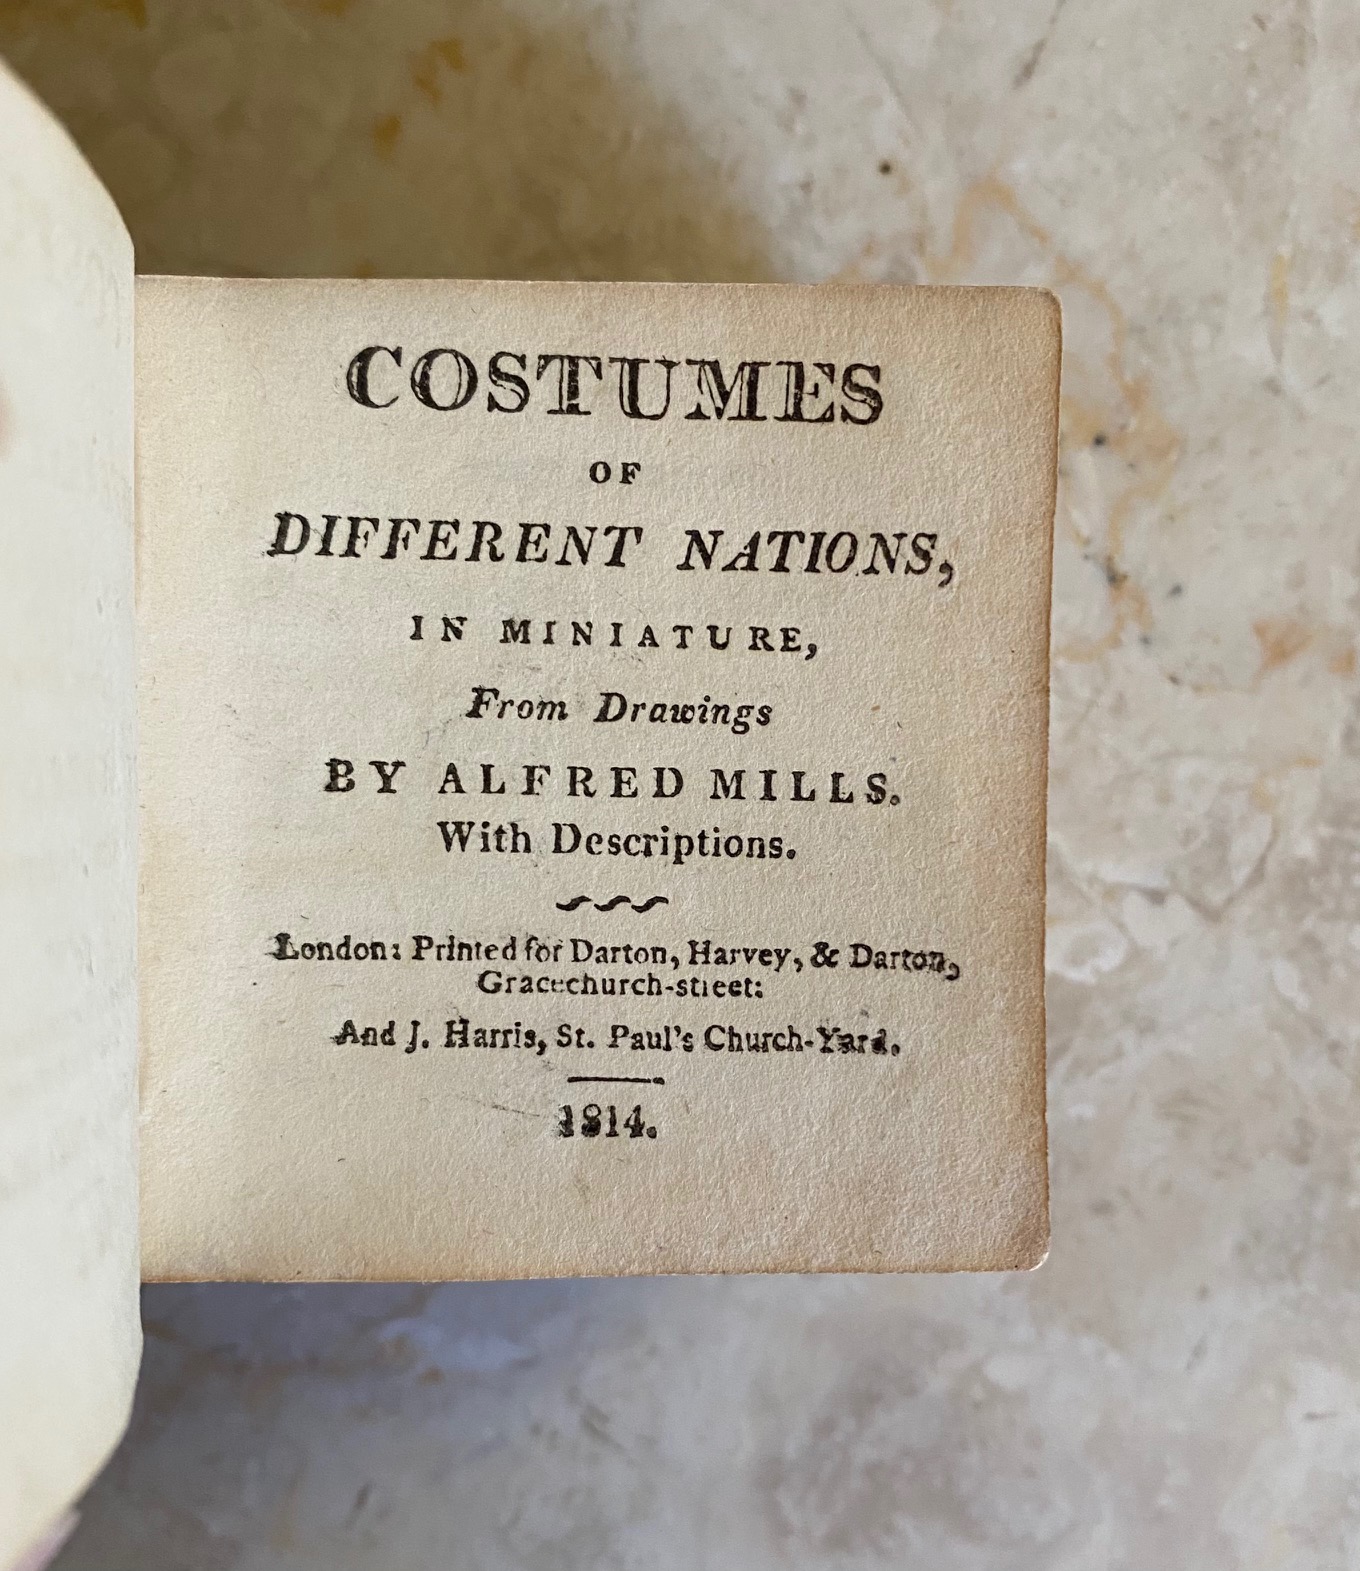 COSTUMES
OF
DIFFERENT NATIONS,
IN MINIATURE,
From Drawings
BY ALFRED MILLS.
With Descriptions.
London: Printed for Darton, Harvey, & Darton,
Gracechurch-street:
And J. Harris, St. Paul's Church-Yard.
1814.